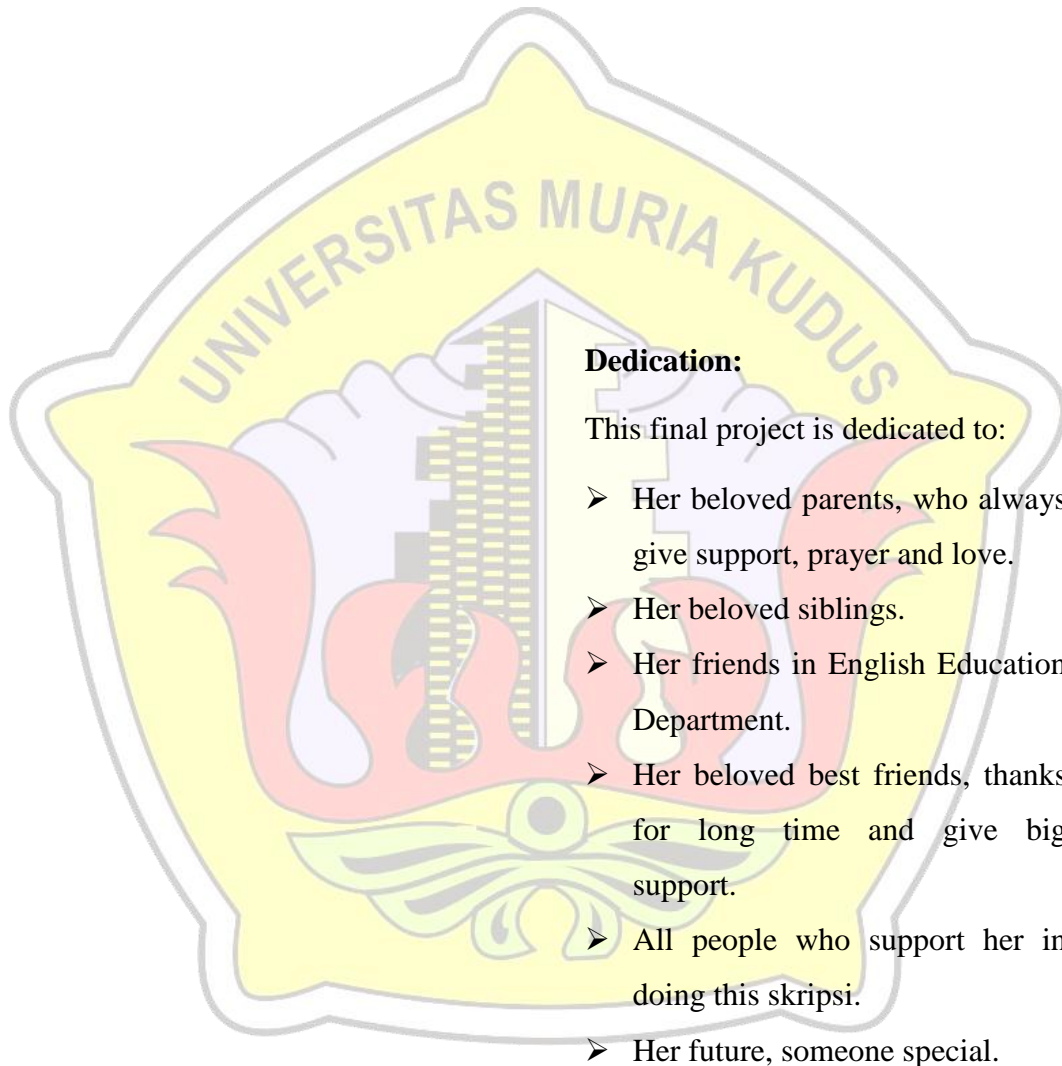 UNIVERSITAS MURIA KUDUS
Dedication:
This final project is dedicated to:
➢ Her beloved parents, who always
give support, prayer and love.
➢ Her beloved siblings.
➢ Her friends in English Education
Department.
➢ Her beloved best friends, thanks
for long time and give big
support.
➢ All people who support her in
doing this skripsi.
➢ Her future, someone special.